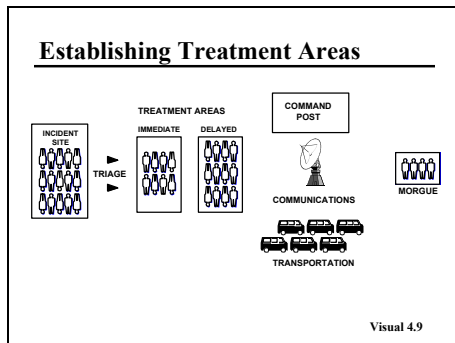 Establishing Treatment Areas
INCIDENT
SITE
TRIAGE
TREATMENT AREAS
IMMEDIATE
DELAYED
COMMAND
POST
COMMUNICATIONS
TRANSPORTATION
MORGUE
Visual 4.9